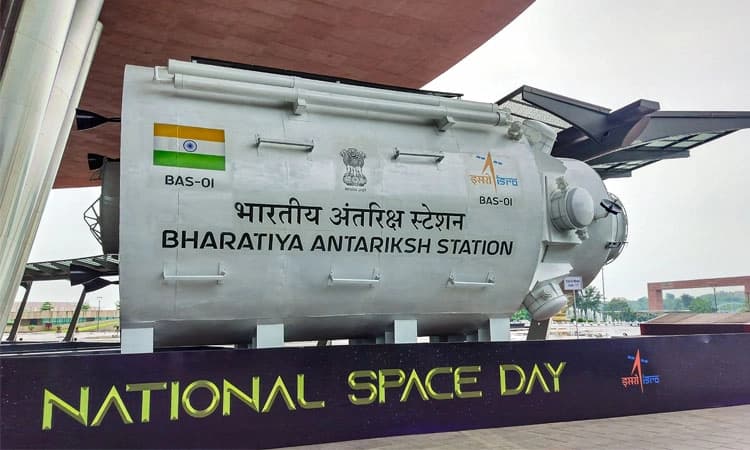 BAS-01
इसरो isro
BAS-01
भारतीय अंतरिक्ष स्टेशन
BHARATIYA ANTARIKSH STATION
NATIONAL SPACE DAY
इसरो isro